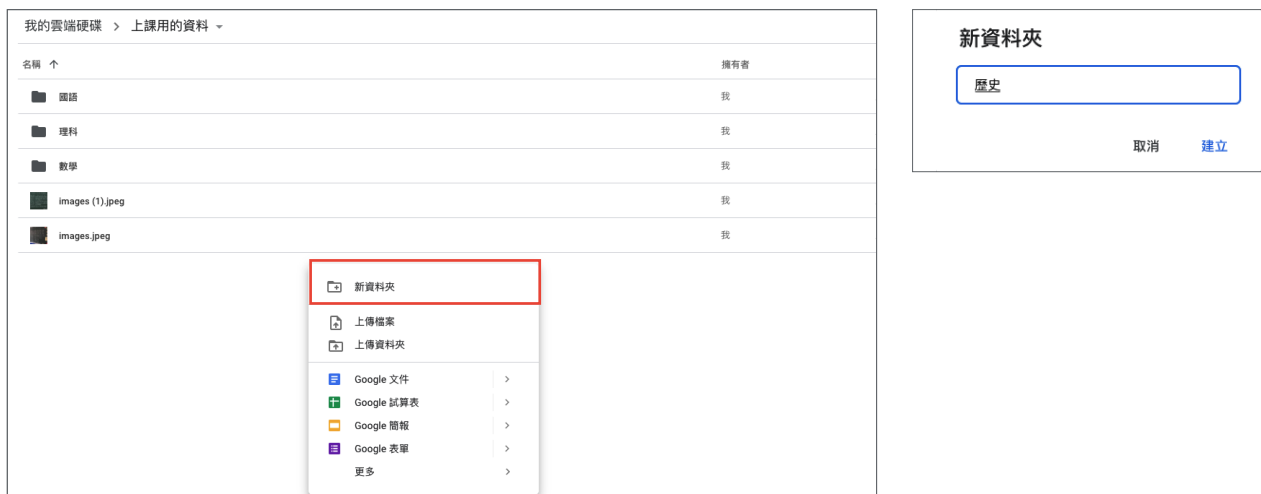 我的雲端硬碟 > 上課用的資料
名稱 ↑ 擁有者
國語 我
理科 我
數學 我
images (1).jpeg 我
images.jpeg 我
新資料夾
上傳檔案
上傳資料夾
Google 文件 >
Google 試算表 >
Google 簡報 >
Google 表單 >
更多 >
新資料夾
歷史
取消 建立